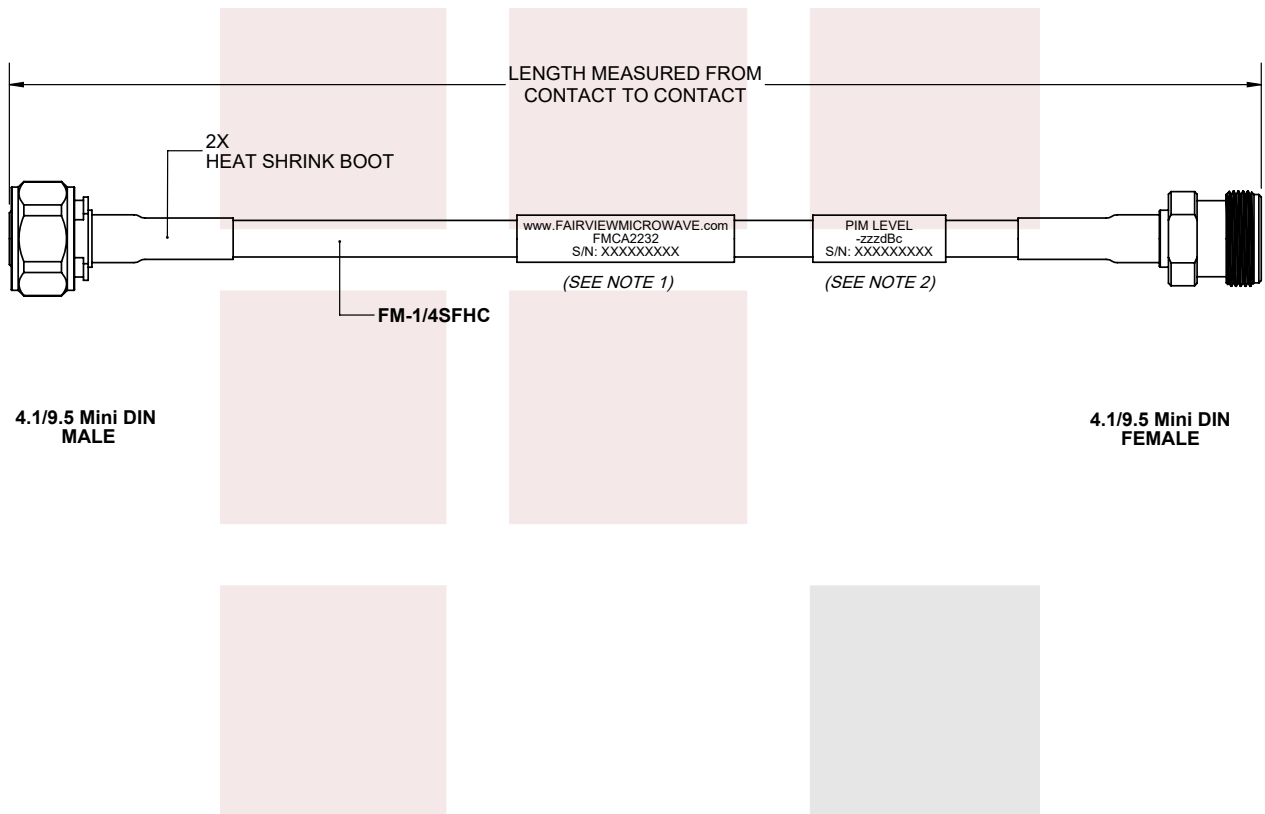 LENGTH MEASURED FROM
CONTACT TO CONTACT
2X
HEAT SHRINK BOOT
www.FAIRVIEWMICROWAVE.com
FMCA2232
S/N: XXXXXXXXX
PIM LEVEL
-zzzdBc
S/N: XXXXXXXXX
(SEE NOTE 1)
(SEE NOTE 2)
FM-1/4SFHC
4.1/9.5 Mini DIN
MALE
4.1/9.5 Mini DIN
FEMALE